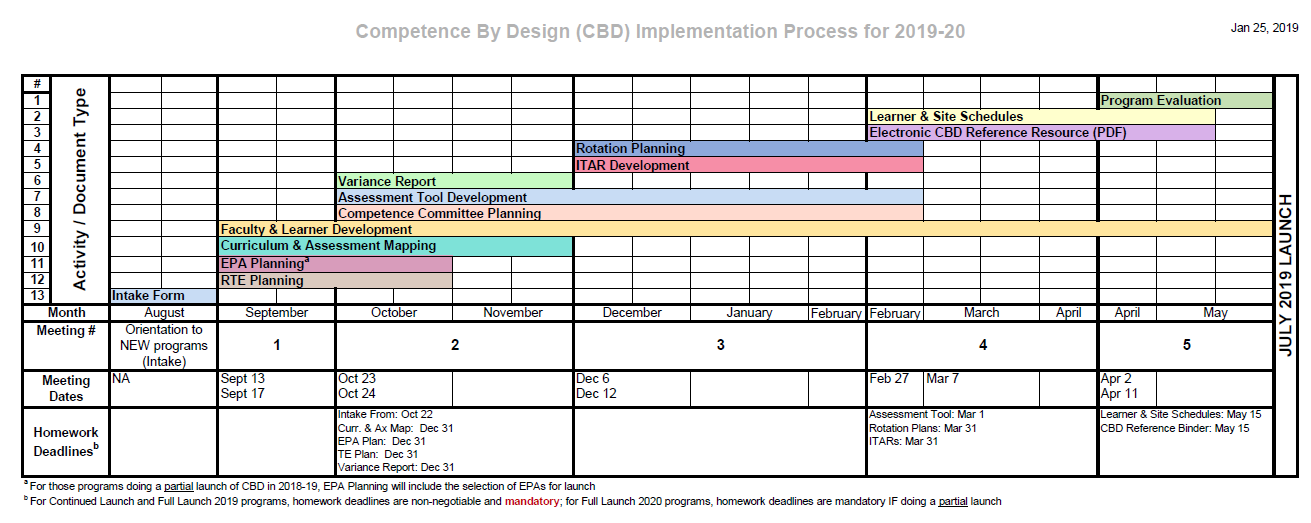 Competence By Design (CBD) Implementation Process for 2019-20
Jan 25, 2019
#
Activity / Document Type
1 Program Evaluation
2 Learner & Site Schedules
3 Electronic CBD Reference Resource (PDF)
4 Rotation Planning
5 ITAR Development
6 Variance Report
7 Assessment Tool Development
8 Competence Committee Planning
9 Faculty & Learner Development
10 Curriculum & Assessment Mapping
11 EPA Planningᵃ
12 RTE Planning
13 Intake Form
JULY 2019 LAUNCH
Month August September October November December January February February March April April May
Meeting # Orientation to
NEW programs
(Intake)
1 2 3 4 5
Meeting
Dates
NA
Sept 13
Sept 17
Oct 23
Oct 24
Dec 6
Dec 12
Feb 27 Mar 7
Apr 2
Apr 11
Homework
Deadlinesᵇ
Intake From: Oct 22
Curr. & Ax Map: Dec 31
EPA Plan: Dec 31
TE Plan: Dec 31
Variance Report: Dec 31
Assessment Tool: Mar 1
Rotation Plans: Mar 31
ITARs: Mar 31
Learner & Site Schedules: May 15
CBD Reference Binder: May 15
ᵃ For those programs doing a partial launch of CBD in 2018-19, EPA Planning will include the selection of EPAs for launch
ᵇ For Continued Launch and Full Launch 2019 programs, homework deadlines are non-negotiable and mandatory; for Full Launch 2020 programs, homework deadlines are mandatory IF doing a partial launch